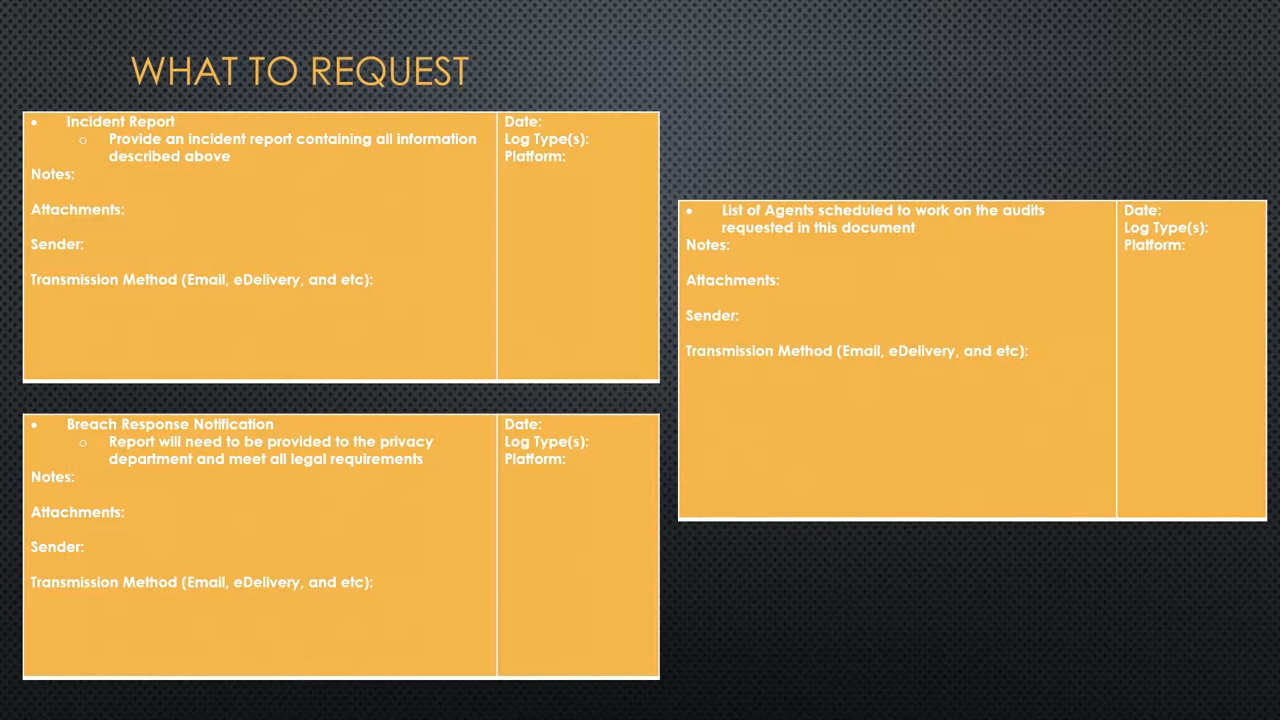 WHAT TO REQUEST
• Incident Report
o Provide an incident report containing all information
described above
Notes:
Attachments:
Sender:
Transmission Method (Email, eDelivery, and etc):
Date:
Log Type(s):
Platform:
• Breach Response Notification
o Report will need to be provided to the privacy
department and meet all legal requirements
Notes:
Attachments:
Sender:
Transmission Method (Email, eDelivery, and etc):
Date:
Log Type(s):
Platform:
• List of Agents scheduled to work on the audits
requested in this document
Notes:
Attachments:
Sender:
Transmission Method (Email, eDelivery, and etc):
Date:
Log Type(s):
Platform: